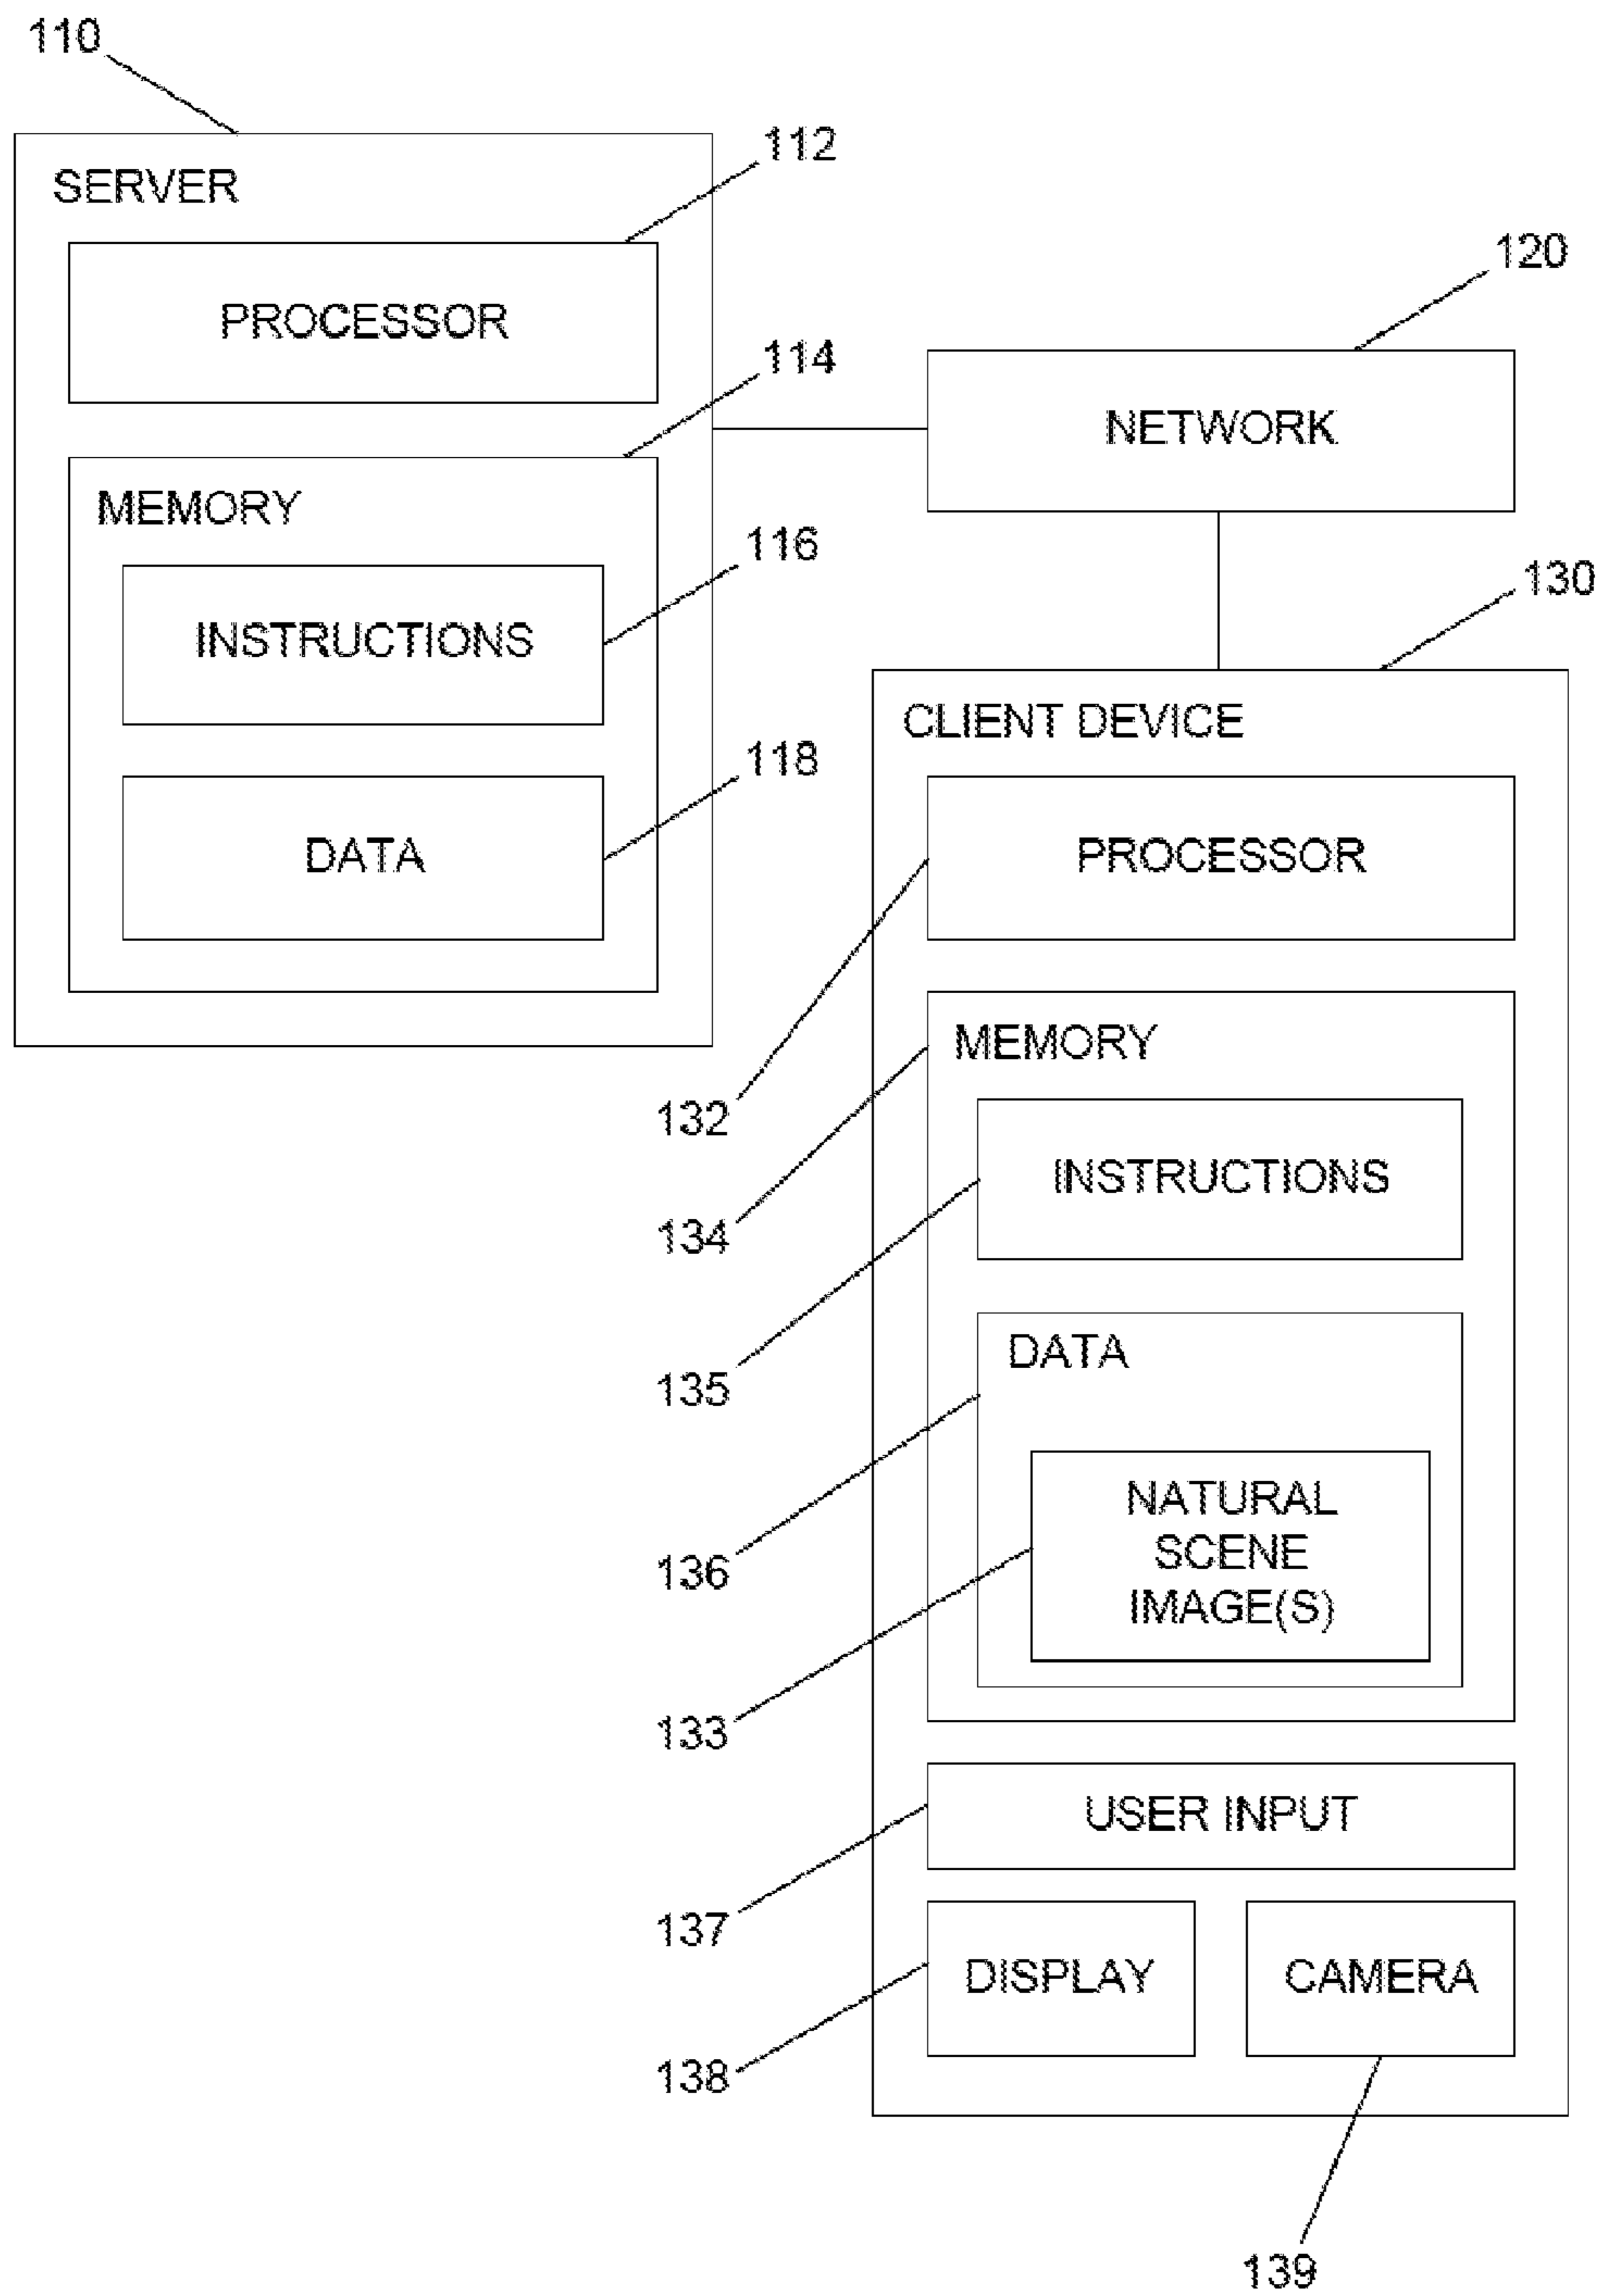 110
SERVER
112
PROCESSOR
114
MEMORY
116
INSTRUCTIONS
118
DATA
120
NETWORK
130
CLIENT DEVICE
PROCESSOR
132
MEMORY
134
INSTRUCTIONS
135
DATA
136
NATURAL
SCENE
IMAGE(S)
133
USER INPUT
137
DISPLAY
138
CAMERA
139